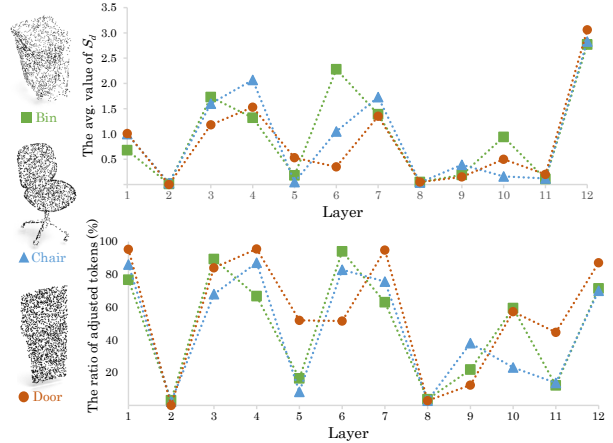 Bin
Chair
Door
The avg. value of S_d
3.5
3.0
2.5
2.0
1.5
1.0
0.5
1 2 3 4 5 6 7 8 9 10 11 12
Layer
The ratio of adjusted tokens (%)
100
80
60
40
20
1 2 3 4 5 6 7 8 9 10 11 12
Layer